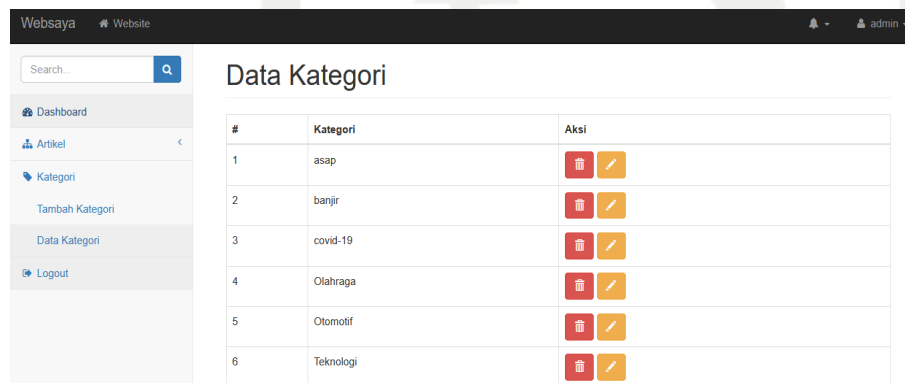 Websaya Website admin
Search...
Dashboard
Artikel
Kategori
Tambah Kategori
Data Kategori
Logout
Data Kategori
# Kategori Aksi
1 asap
2 banjir
3 covid-19
4 Olahraga
5 Otomotif
6 Teknologi